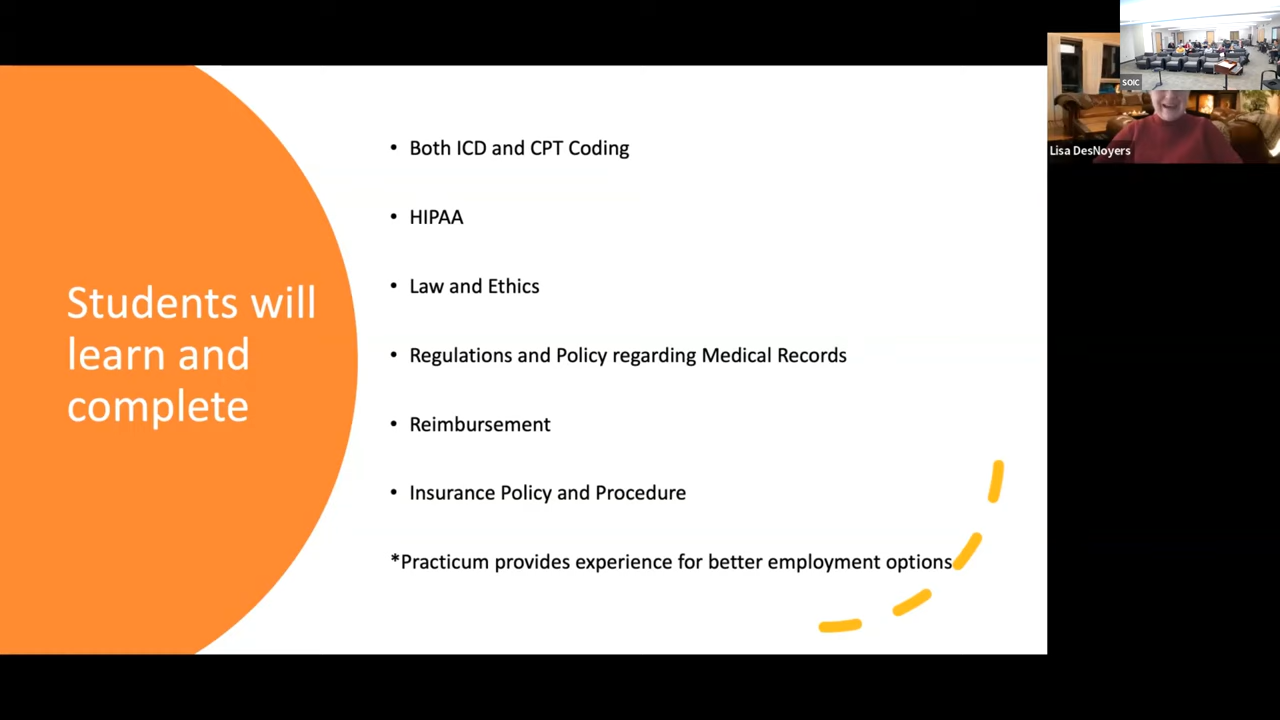 Students will
learn and
complete
• Both ICD and CPT Coding
• HIPAA
• Law and Ethics
• Regulations and Policy regarding Medical Records
• Reimbursement
• Insurance Policy and Procedure
*Practicum provides experience for better employment options
SOIC
Lisa DesNoyers